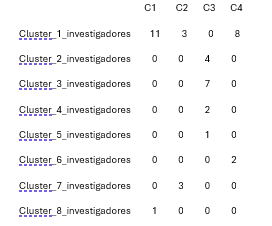 C1 C2 C3 C4
Cluster_1_investigadores 11 3 0 8
Cluster_2_investigadores 0 0 4 0
Cluster_3_investigadores 0 0 7 0
Cluster_4_investigadores 0 0 2 0
Cluster_5_investigadores 0 0 1 0
Cluster_6_investigadores 0 0 0 2
Cluster_7_investigadores 0 3 0 0
Cluster_8_investigadores 1 0 0 0